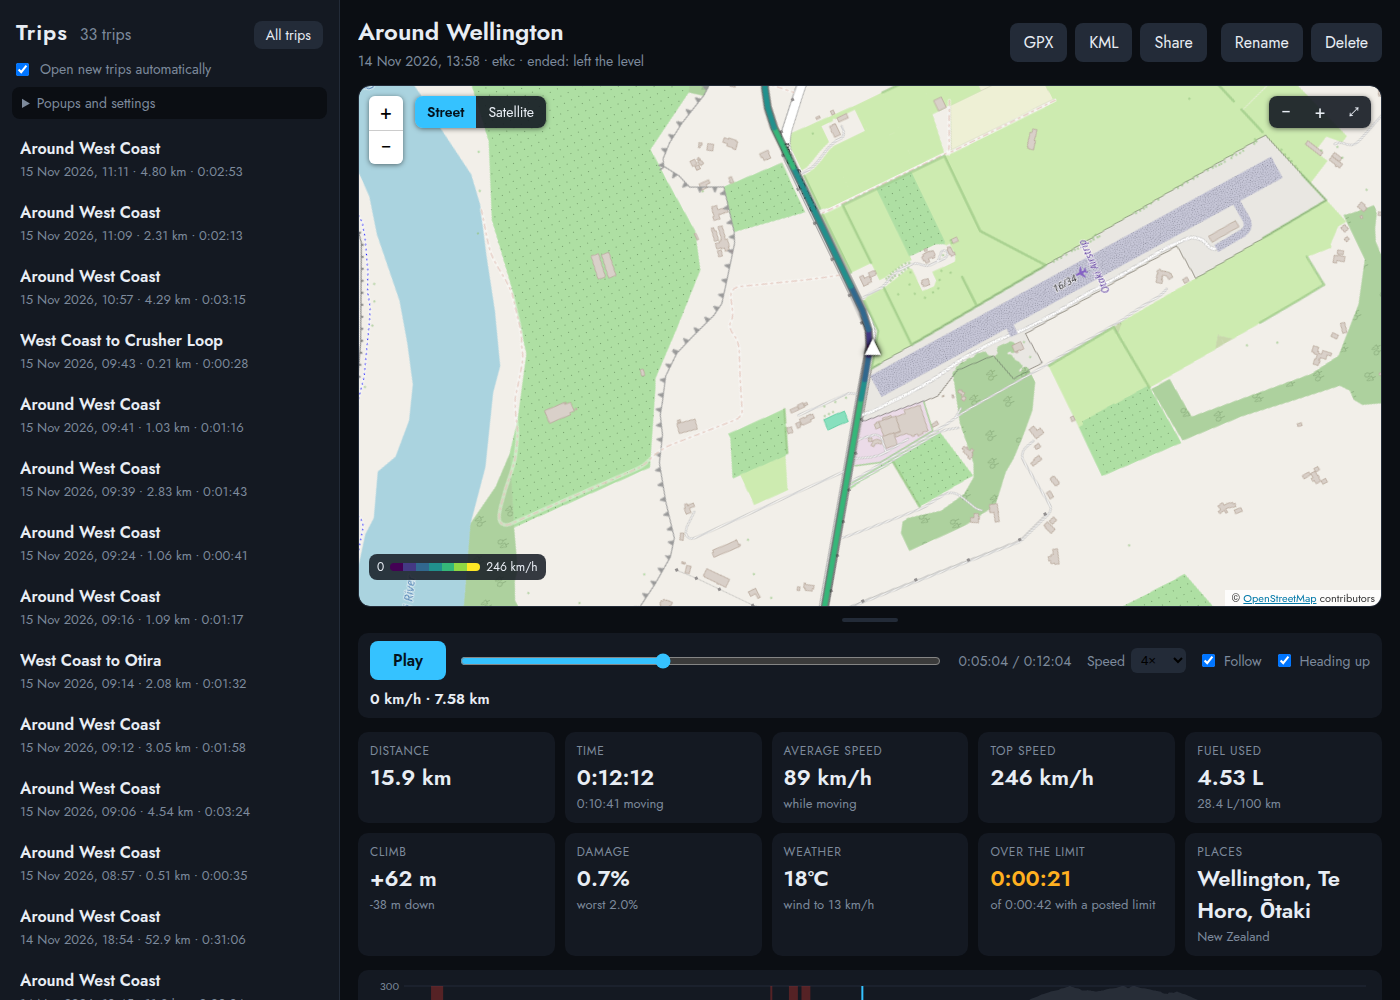 Trips 33 trips All trips
Open new trips automatically
Popups and settings
Around West Coast
15 Nov 2026, 11:11 · 4.80 km · 0:02:53
Around West Coast
15 Nov 2026, 11:09 · 2.31 km · 0:02:13
Around West Coast
15 Nov 2026, 10:57 · 4.29 km · 0:03:15
West Coast to Crusher Loop
15 Nov 2026, 09:43 · 0.21 km · 0:00:28
Around West Coast
15 Nov 2026, 09:41 · 1.03 km · 0:01:16
Around West Coast
15 Nov 2026, 09:39 · 2.83 km · 0:01:43
Around West Coast
15 Nov 2026, 09:24 · 1.06 km · 0:00:41
Around West Coast
15 Nov 2026, 09:16 · 1.09 km · 0:01:17
West Coast to Otira
15 Nov 2026, 09:14 · 2.08 km · 0:01:32
Around West Coast
15 Nov 2026, 09:12 · 3.05 km · 0:01:58
Around West Coast
15 Nov 2026, 09:06 · 4.54 km · 0:03:24
Around West Coast
15 Nov 2026, 08:57 · 0.51 km · 0:00:35
Around West Coast
14 Nov 2026, 18:54 · 52.9 km · 0:31:06
Around West Coast
Around Wellington
14 Nov 2026, 13:58 · etkc · ended: left the level
GPX KML Share Rename Delete
+
−
Street Satellite
− +
16/34
Otaki Airstrip
0 246 km/h
River
© OpenStreetMap contributors
Play 0:05:04 / 0:12:04 Speed 4× Follow Heading up
0 km/h · 7.58 km
DISTANCE
15.9 km
TIME
0:12:12
0:10:41 moving
AVERAGE SPEED
89 km/h
while moving
TOP SPEED
246 km/h
FUEL USED
4.53 L
28.4 L/100 km
CLIMB
+62 m
-38 m down
DAMAGE
0.7%
worst 2.0%
WEATHER
18°C
wind to 13 km/h
OVER THE LIMIT
0:00:21
of 0:00:42 with a posted limit
PLACES
Wellington, Te
Horo, Ōtaki
New Zealand
300